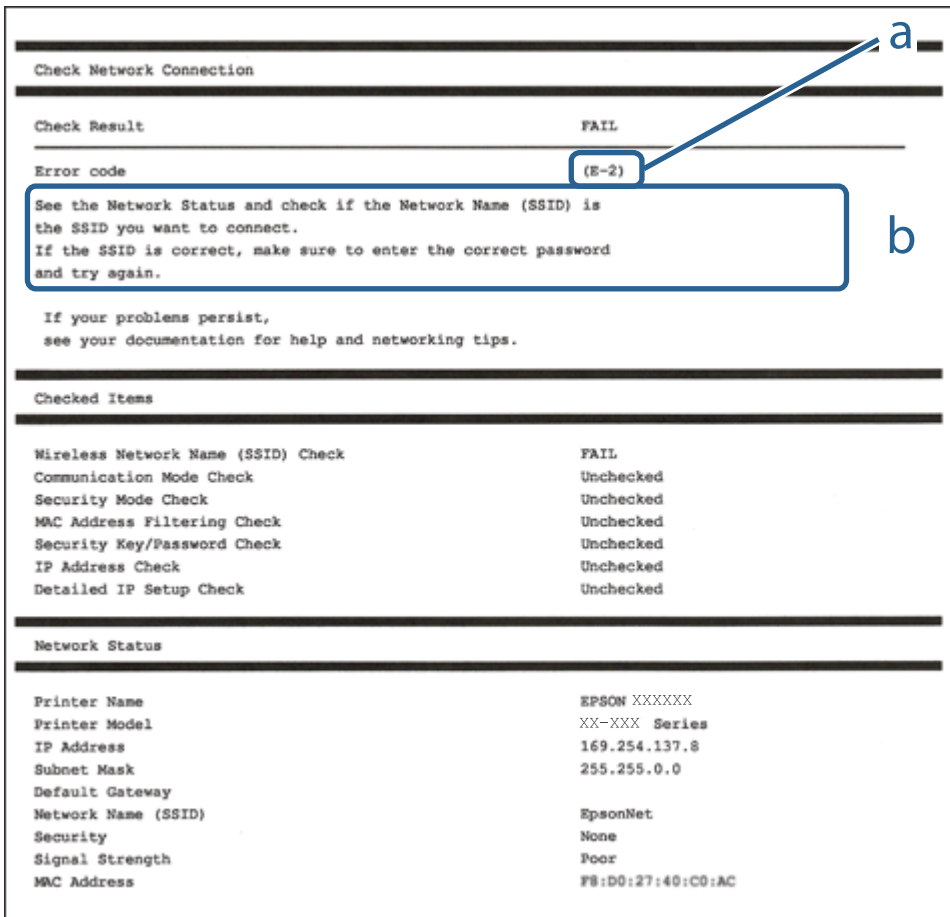 a
Check Network Connection
Check Result FAIL
Error code (E-2)
See the Network Status and check if the Network Name (SSID) is
the SSID you want to connect.
If the SSID is correct, make sure to enter the correct password
and try again.
b
If your problems persist,
see your documentation for help and networking tips.
Checked Items
Wireless Network Name (SSID) Check FAIL
Communication Mode Check Unchecked
Security Mode Check Unchecked
MAC Address Filtering Check Unchecked
Security Key/Password Check Unchecked
IP Address Check Unchecked
Detailed IP Setup Check Unchecked
Network Status
Printer Name EPSON XXXXXX
Printer Model XX-XXX Series
IP Address 169.254.137.8
Subnet Mask 255.255.0.0
Default Gateway
Network Name (SSID) EpsonNet
Security None
Signal Strength Poor
MAC Address F8:D0:27:40:C0:AC